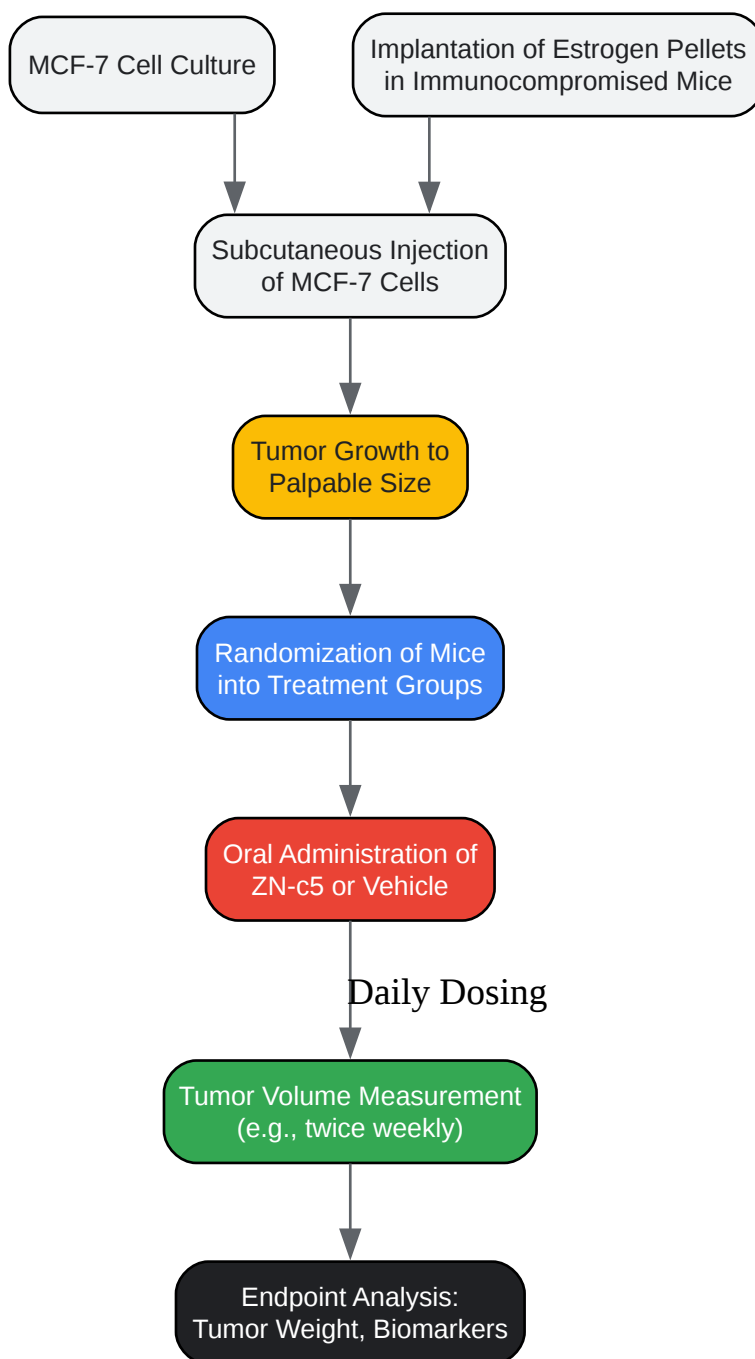 MCF-7 Cell Culture
Implantation of Estrogen Pellets
in Immunocompromised Mice
Subcutaneous Injection
of MCF-7 Cells
Tumor Growth to
Palpable Size
Randomization of Mice
into Treatment Groups
Oral Administration of
ZN-c5 or Vehicle
Daily Dosing
Tumor Volume Measurement
(e.g., twice weekly)
Endpoint Analysis:
Tumor Weight, Biomarkers